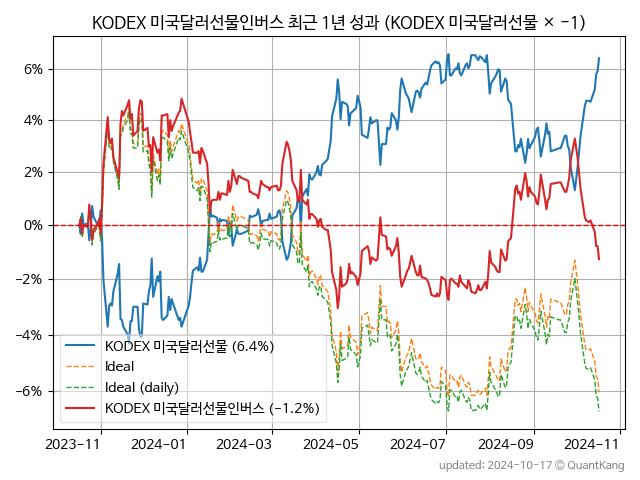 KODEX 미국달러선물인버스 최근 1년 성과 (KODEX 미국달러선물 × −1)
6%
4%
2%
0%
−2%
−4%
−6%
KODEX 미국달러선물 (6.4%)
Ideal
Ideal (daily)
KODEX 미국달러선물인버스 (−1.2%)
2023-11 2024-01 2024-03 2024-05 2024-07 2024-09 2024-11
updated: 2024-10-17 © QuantKang